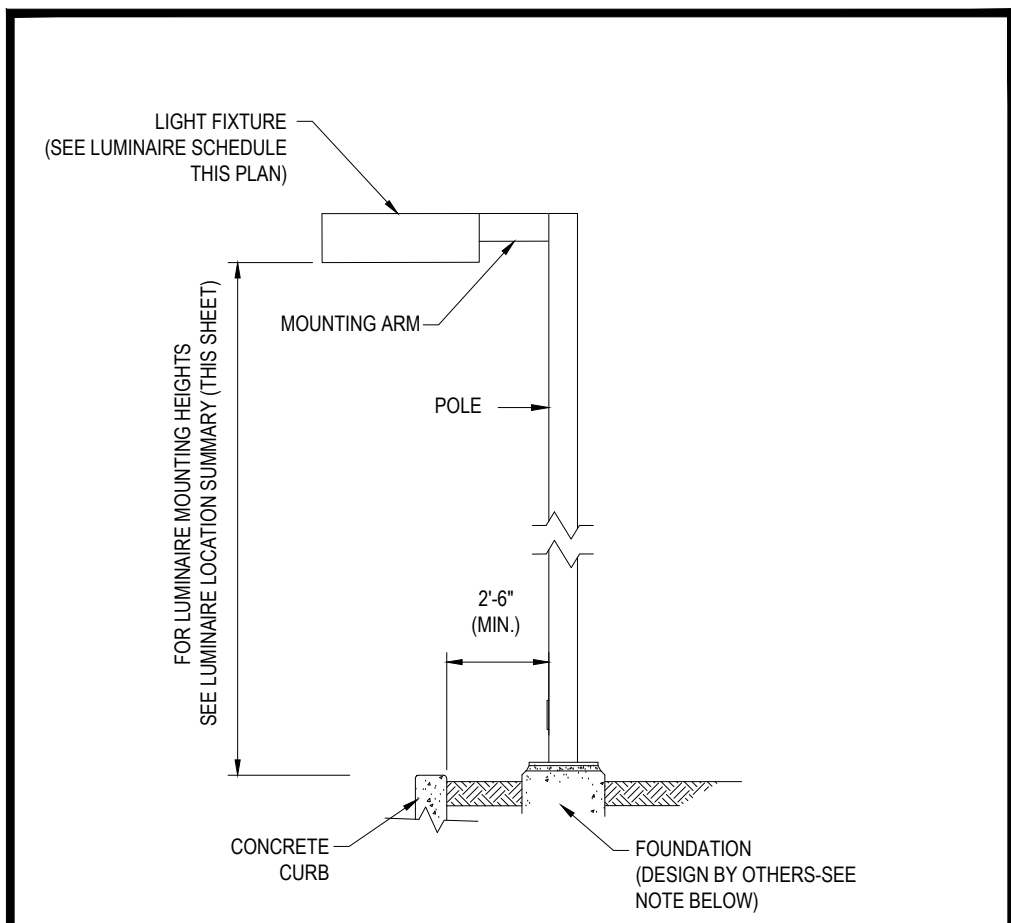 LIGHT FIXTURE
(SEE LUMINAIRE SCHEDULE
THIS PLAN)
MOUNTING ARM
FOR LUMINAIRE MOUNTING HEIGHTS
SEE LUMINAIRE LOCATION SUMMARY (THIS SHEET)
POLE
2'-6"
(MIN.)
CONCRETE
CURB
FOUNDATION
(DESIGN BY OTHERS-SEE
NOTE BELOW)